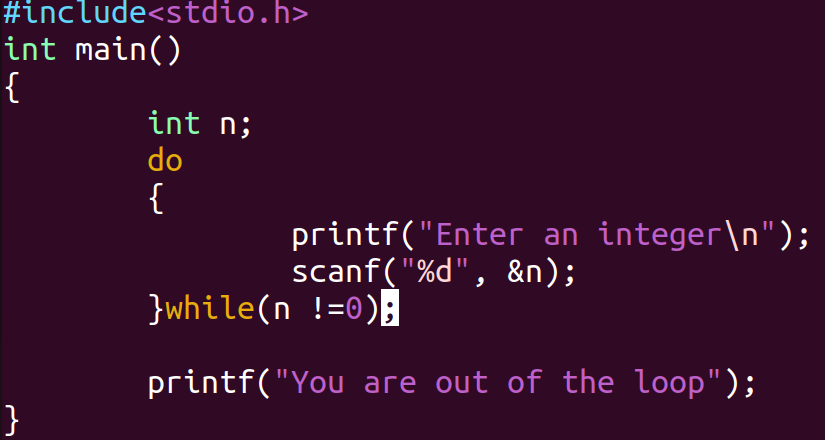 #include<stdio.h>
int main()
{
        int n;
        do
        {
                printf("Enter an integer\n");
                scanf("%d", &n);
        }while(n !=0);

        printf("You are out of the loop");
}